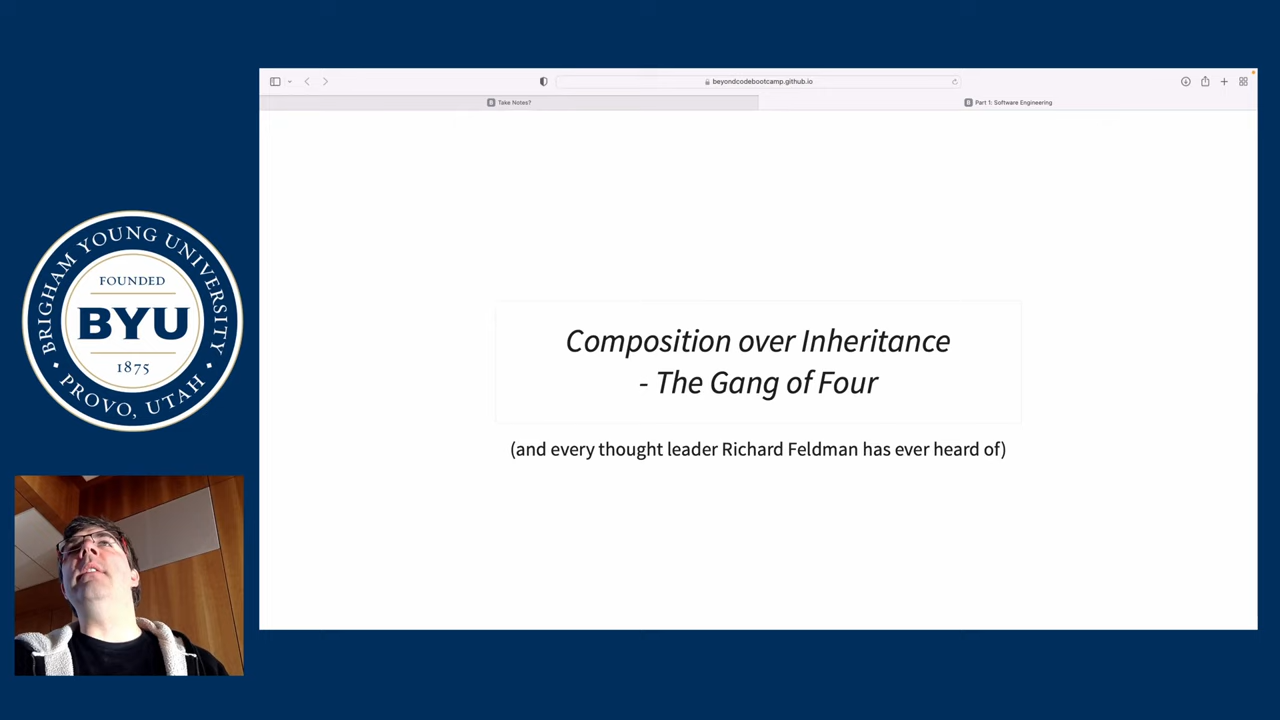 beyondcodebootcamp.github.io
Take Notes?
Part 1: Software Engineering
BRIGHAM YOUNG UNIVERSITY
FOUNDED
BYU
1875
PROVO, UTAH
Composition over Inheritance
- The Gang of Four
(and every thought leader Richard Feldman has ever heard of)